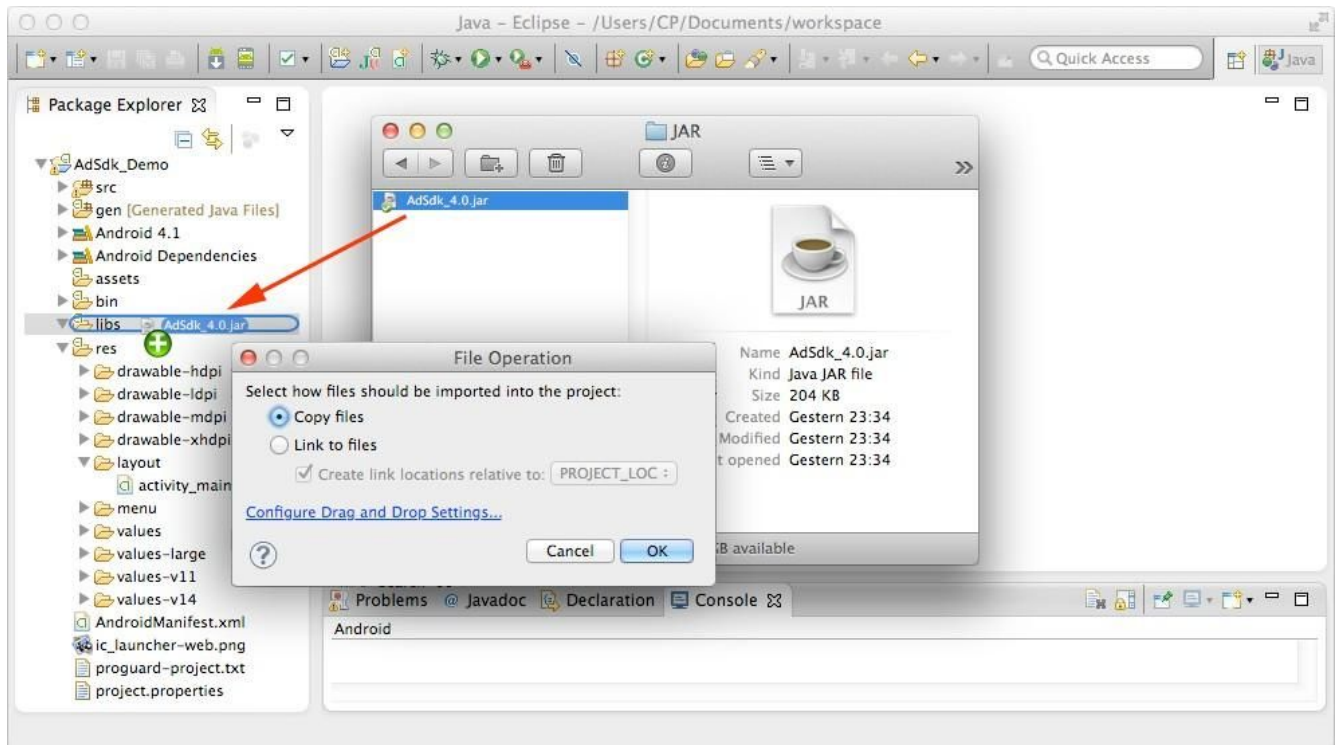 Java – Eclipse – /Users/CP/Documents/workspace
Quick Access
Java
Package Explorer
AdSdk_Demo
src
gen [Generated Java Files]
Android 4.1
Android Dependencies
assets
bin
libs
AdSdk_4.0.jar
res
drawable-hdpi
drawable-ldpi
drawable-mdpi
drawable-xhdpi
layout
activity_main
menu
values
values-large
values-v11
values-v14
AndroidManifest.xml
ic_launcher-web.png
proguard-project.txt
project.properties
JAR
AdSdk_4.0.jar
JAR
Name AdSdk_4.0.jar
Kind Java JAR file
Size 204 KB
Created Gestern 23:34
Modified Gestern 23:34
t opened Gestern 23:34
GB available
File Operation
Select how files should be imported into the project:
Copy files
Link to files
Create link locations relative to: PROJECT_LOC
Configure Drag and Drop Settings...
?
Cancel OK
Problems @ Javadoc Declaration Console
Android